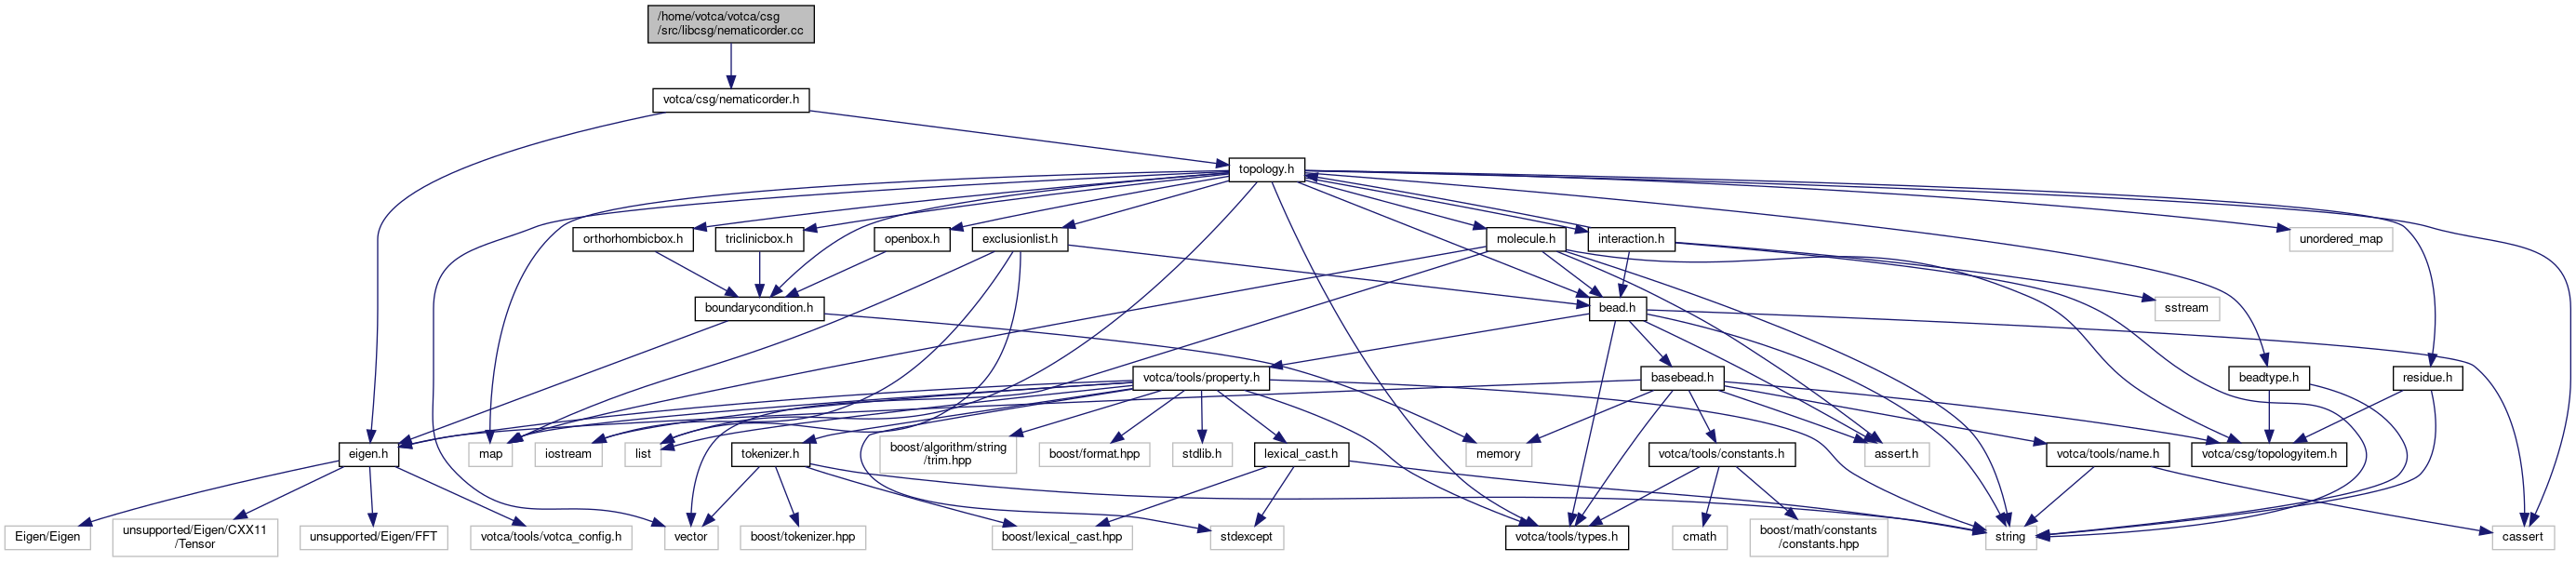 /home/votca/votca/csg
/src/libcsg/nematicorder.cc
votca/csg/nematicorder.h
topology.h
orthorhombicbox.h
triclinicbox.h
openbox.h
exclusionlist.h
molecule.h
interaction.h
unordered_map
boundarycondition.h
bead.h
sstream
votca/tools/property.h
basebead.h
beadtype.h
residue.h
eigen.h
map
iostream
list
tokenizer.h
boost/algorithm/string
/trim.hpp
boost/format.hpp
stdlib.h
lexical_cast.h
memory
votca/tools/constants.h
assert.h
votca/tools/name.h
votca/csg/topologyitem.h
Eigen/Eigen
unsupported/Eigen/CXX11
/Tensor
unsupported/Eigen/FFT
votca/tools/votca_config.h
vector
boost/tokenizer.hpp
boost/lexical_cast.hpp
stdexcept
votca/tools/types.h
cmath
boost/math/constants
/constants.hpp
string
cassert